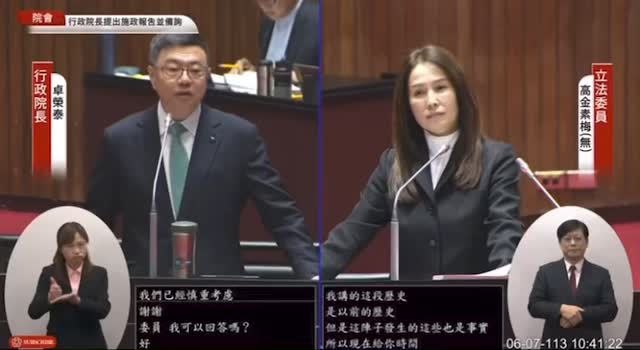 院會
行政院長提出施政報告並備詢
行政院長
卓榮泰
立法委員
高金素梅(無)
我們已經慎重考慮
謝謝
委員 我可以回答嗎?
好
我講的這段歷史
是以前的歷史
但是這陣子發生的這些也是事實
所以現在給你時間
SUBSCRIBE
06-07-113 10:41:22